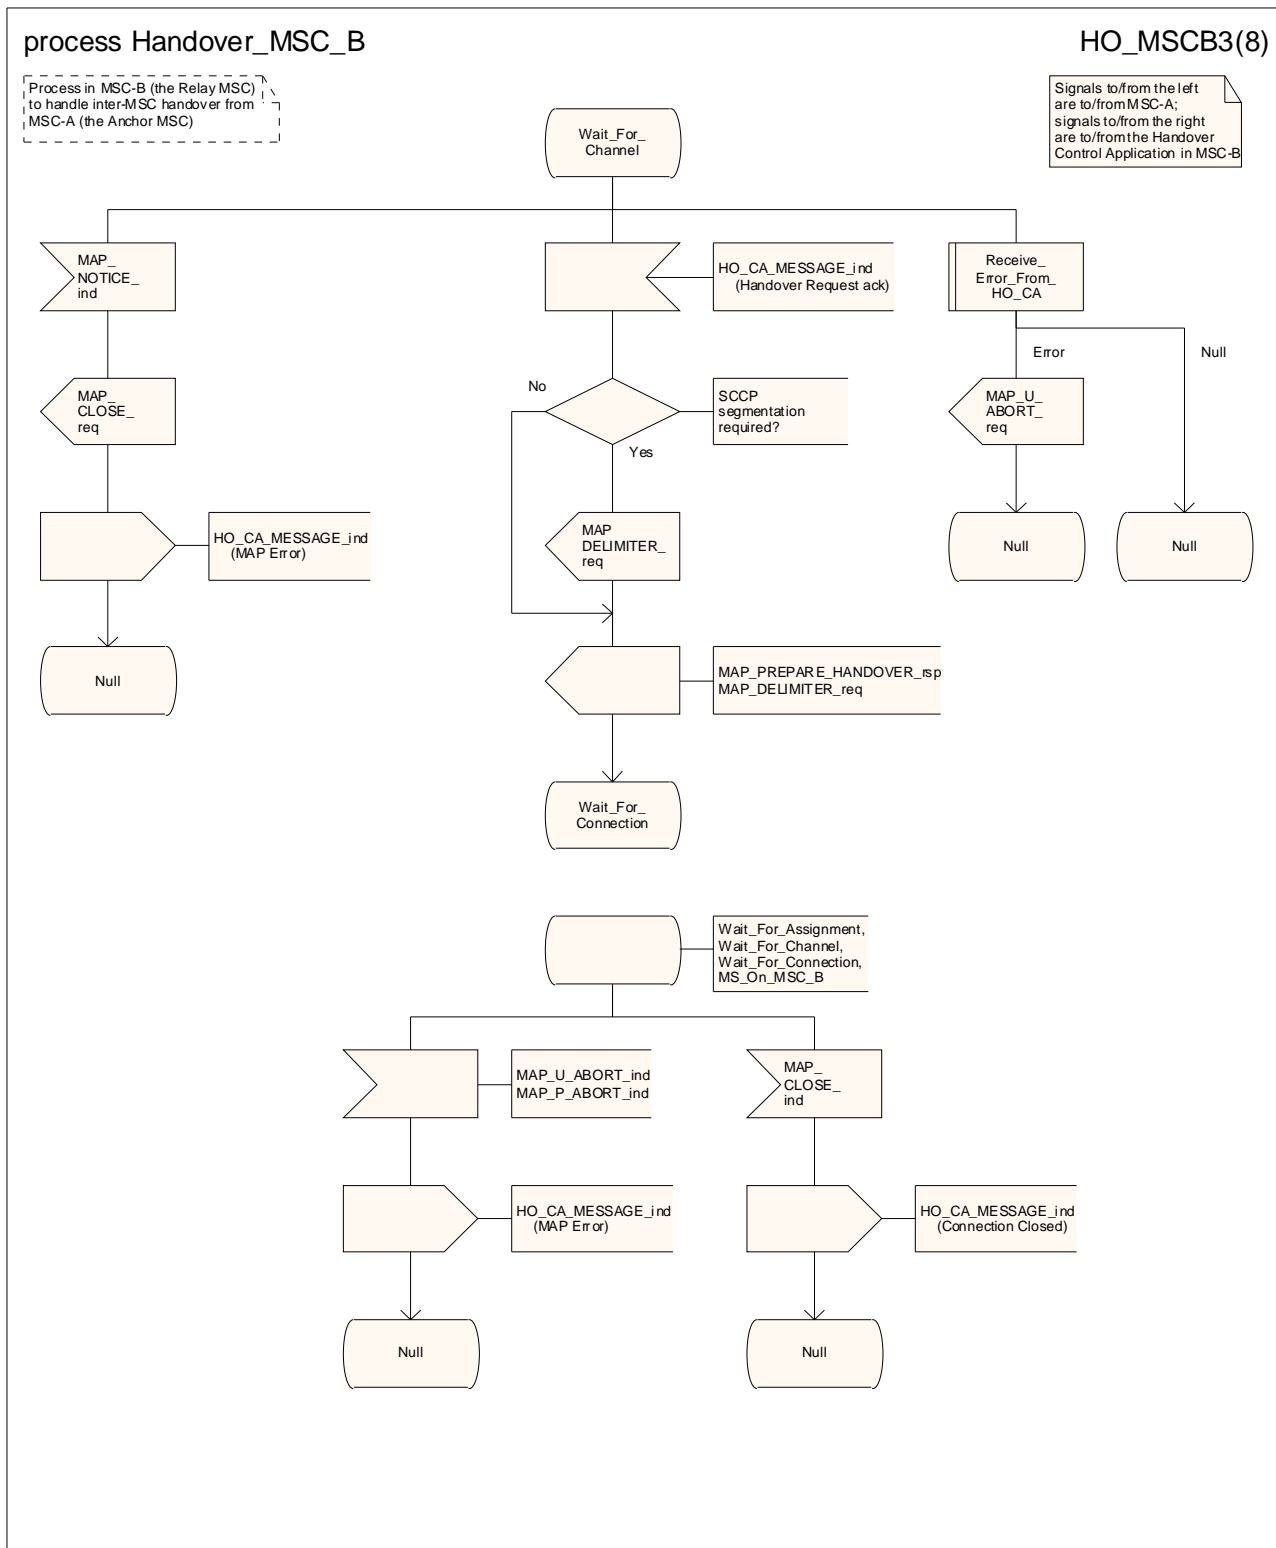 process Handover_MSC_B
HO_MSCB3(8)
Process in MSC-B (the Relay MSC)
to handle inter-MSC handover from
MSC-A (the Anchor MSC)
Signals to/from the left
are to/from MSC-A;
signals to/from the right
are to/from the Handover
Control Application in MSC-B
Wait_For_
Channel
MAP_
NOTICE_
ind
HO_CA_MESSAGE_ind
(Handover Request ack)
Receive_
Error_From_
HO_CA
Error
Null
MAP_
CLOSE_
req
No
SCCP
segmentation
required?
Yes
MAP_U_
ABORT_
req
HO_CA_MESSAGE_ind
(MAP Error)
MAP
DELIMITER_
req
Null
Null
Null
MAP_PREPARE_HANDOVER_rsp
MAP_DELIMITER_req
Wait_For_
Connection
Wait_For_Assignment,
Wait_For_Channel,
Wait_For_Connection,
MS_On_MSC_B
MAP_U_ABORT_ind
MAP_P_ABORT_ind
MAP_
CLOSE_
ind
HO_CA_MESSAGE_ind
(MAP Error)
HO_CA_MESSAGE_ind
(Connection Closed)
Null
Null